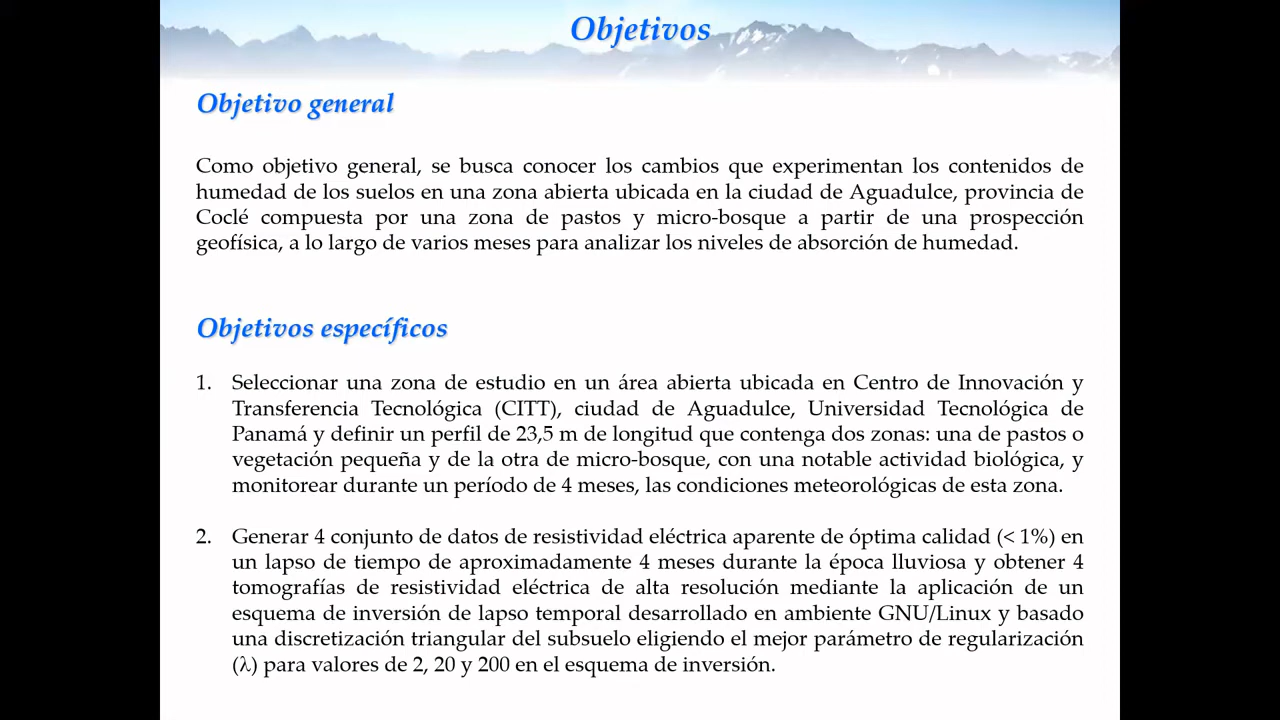 Objetivos
Objetivo general
Como objetivo general, se busca conocer los cambios que experimentan los contenidos de
humedad de los suelos en una zona abierta ubicada en la ciudad de Aguadulce, provincia de
Coclé compuesta por una zona de pastos y micro-bosque a partir de una prospección
geofísica, a lo largo de varios meses para analizar los niveles de absorción de humedad.
Objetivos específicos
1. Seleccionar una zona de estudio en un área abierta ubicada en Centro de Innovación y
Transferencia Tecnológica (CITT), ciudad de Aguadulce, Universidad Tecnológica de
Panamá y definir un perfil de 23,5 m de longitud que contenga dos zonas: una de pastos o
vegetación pequeña y de la otra de micro-bosque, con una notable actividad biológica, y
monitorear durante un período de 4 meses, las condiciones meteorológicas de esta zona.
2. Generar 4 conjunto de datos de resistividad eléctrica aparente de óptima calidad (< 1%) en
un lapso de tiempo de aproximadamente 4 meses durante la época lluviosa y obtener 4
tomografías de resistividad eléctrica de alta resolución mediante la aplicación de un
esquema de inversión de lapso temporal desarrollado en ambiente GNU/Linux y basado
una discretización triangular del subsuelo eligiendo el mejor parámetro de regularización
(λ) para valores de 2, 20 y 200 en el esquema de inversión.